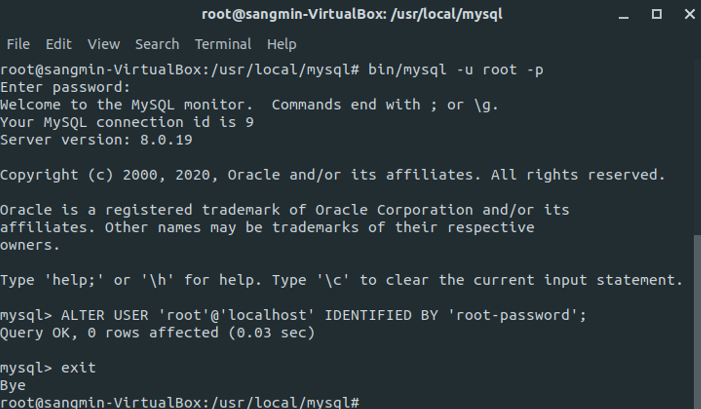 root@sangmin-VirtualBox: /usr/local/mysql
File Edit View Search Terminal Help
root@sangmin-VirtualBox:/usr/local/mysql# bin/mysql -u root -p
Enter password:
Welcome to the MySQL monitor.  Commands end with ; or \g.
Your MySQL connection id is 9
Server version: 8.0.19
Copyright (c) 2000, 2020, Oracle and/or its affiliates. All rights reserved.
Oracle is a registered trademark of Oracle Corporation and/or its
affiliates. Other names may be trademarks of their respective
owners.
Type 'help;' or '\h' for help. Type '\c' to clear the current input statement.
mysql> ALTER USER 'root'@'localhost' IDENTIFIED BY 'root-password';
Query OK, 0 rows affected (0.03 sec)
mysql> exit
Bye
root@sangmin-VirtualBox:/usr/local/mysql#